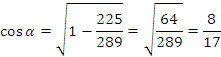 cos α = √(1 − 225/289) = √(64/289) = 8/17